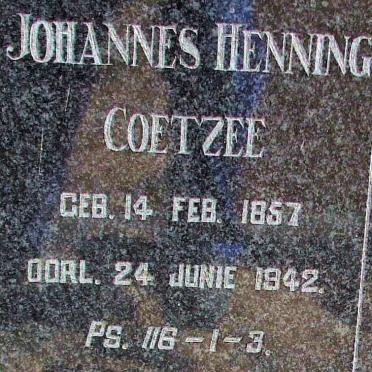 JOHANNES HENNING
COETZEE
GEB. 14 FEB. 1857
OORL. 24 JUNIE 1942.
PS. 116-1-3.